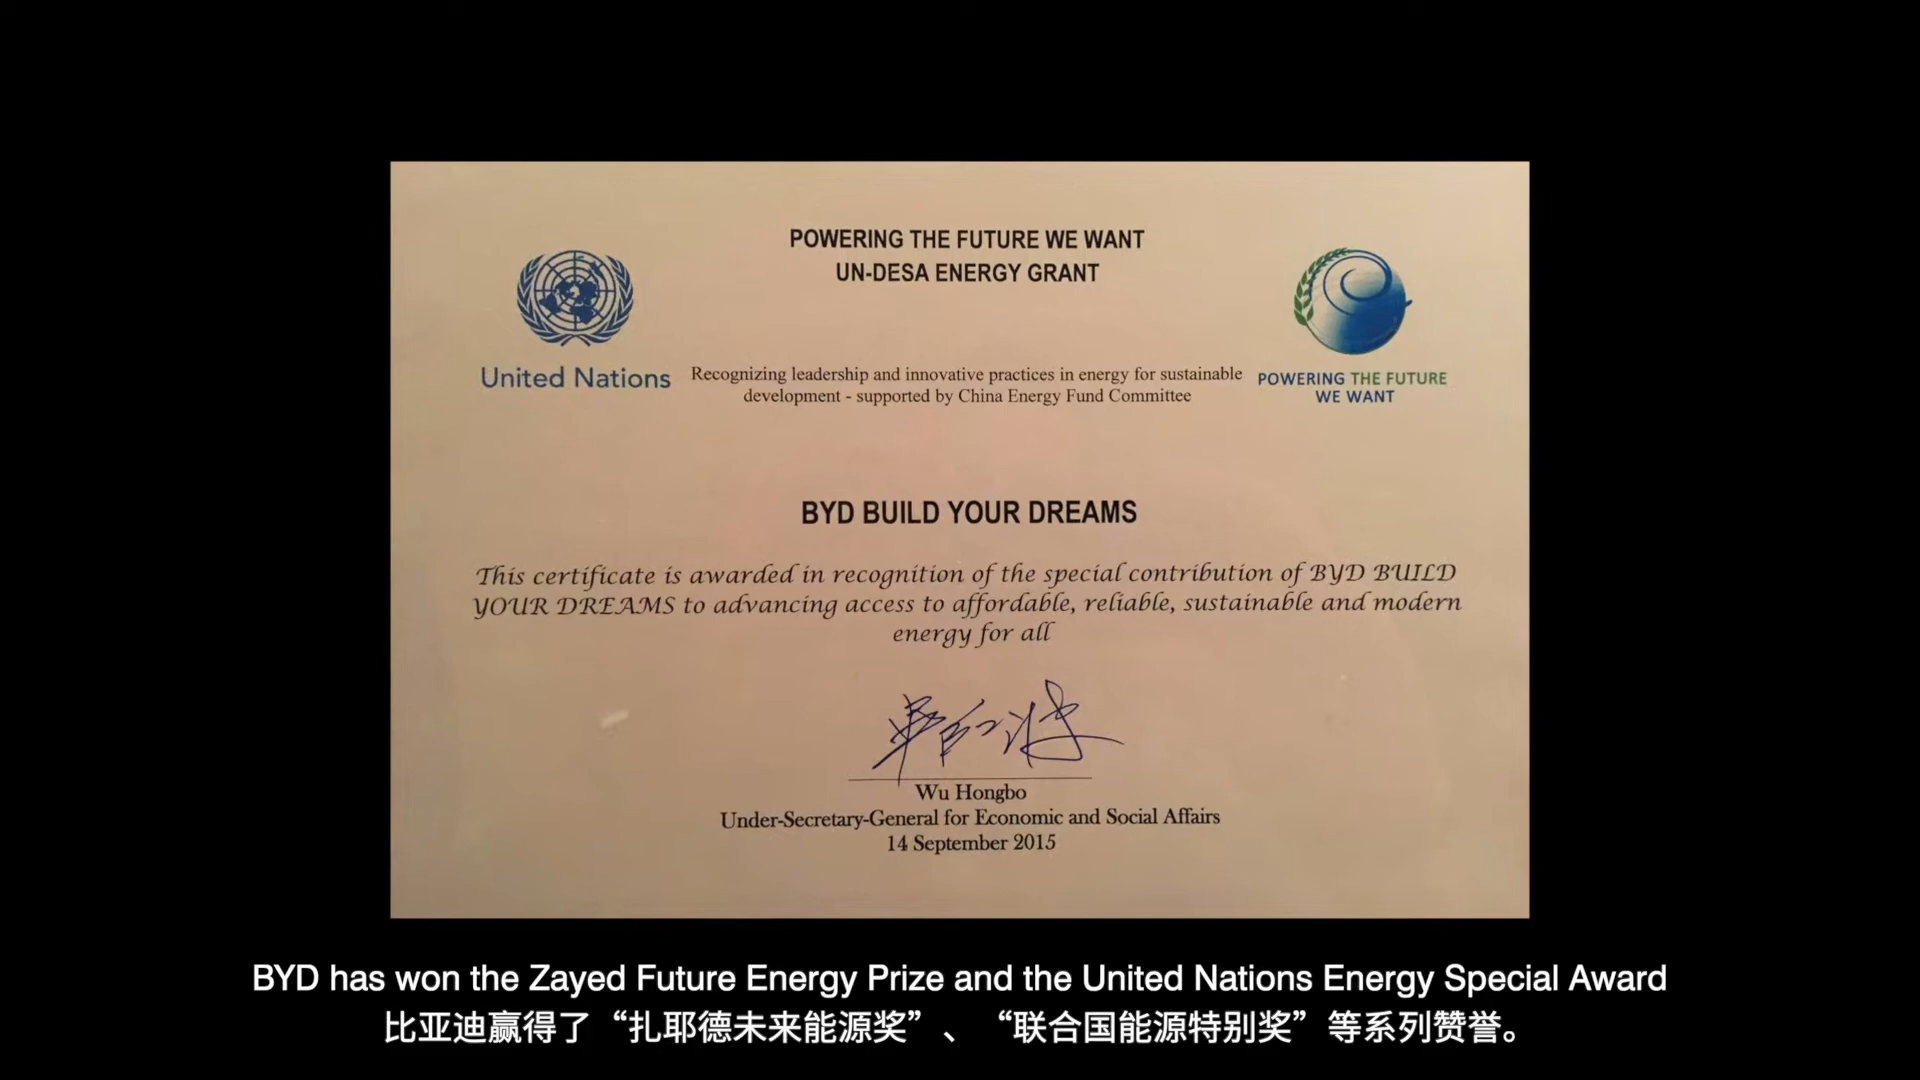 POWERING THE FUTURE WE WANT
UN-DESA ENERGY GRANT
United Nations
Recognizing leadership and innovative practices in energy for sustainable
development - supported by China Energy Fund Committee
POWERING THE FUTURE
WE WANT
BYD BUILD YOUR DREAMS
This certificate is awarded in recognition of the special contribution of BYD BUILD
YOUR DREAMS to advancing access to affordable, reliable, sustainable and modern
energy for all
吴红波
Wu Hongbo
Under-Secretary-General for Economic and Social Affairs
14 September 2015
BYD has won the Zayed Future Energy Prize and the United Nations Energy Special Award
比亚迪赢得了“扎耶德未来能源奖”、“联合国能源特别奖”等系列赞誉。